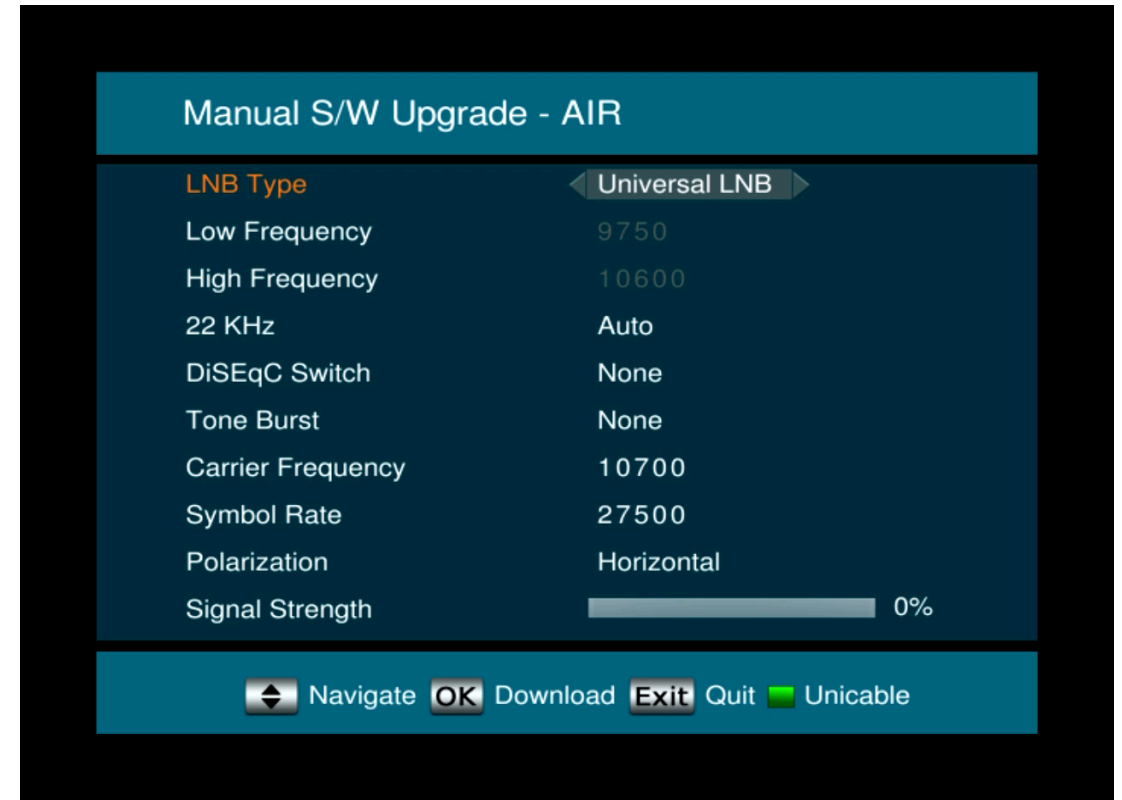 Manual S/W Upgrade - AIR
LNB Type Universal LNB
Low Frequency 9750
High Frequency 10600
22 KHz Auto
DiSEqC Switch None
Tone Burst None
Carrier Frequency 10700
Symbol Rate 27500
Polarization Horizontal
Signal Strength 0%
Navigate OK Download Exit Quit Unicable